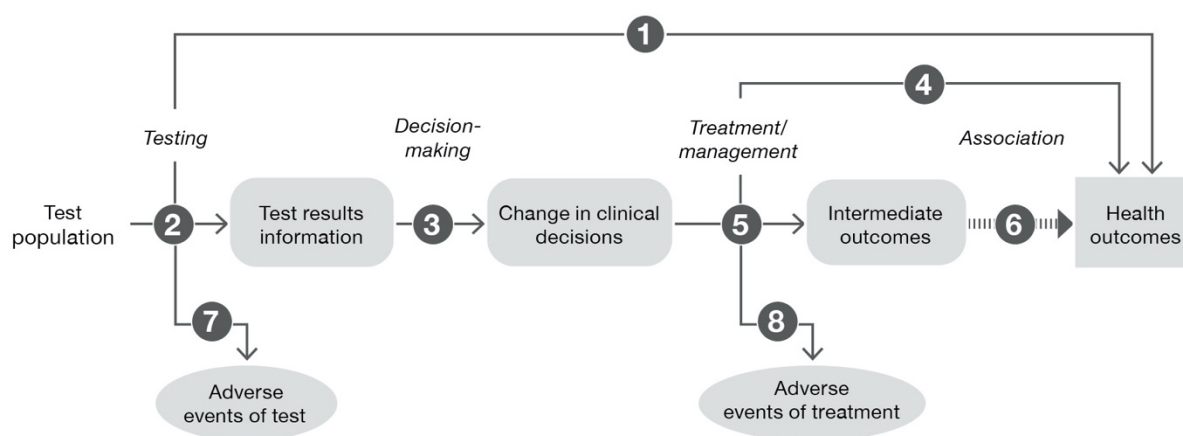 1
4
Testing
Decision-
making
Treatment/
management
Association
Test
population
2
Test results
information
3
Change in clinical
decisions
5
Intermediate
outcomes
6
Health
outcomes
7
8
Adverse
events of test
Adverse
events of treatment